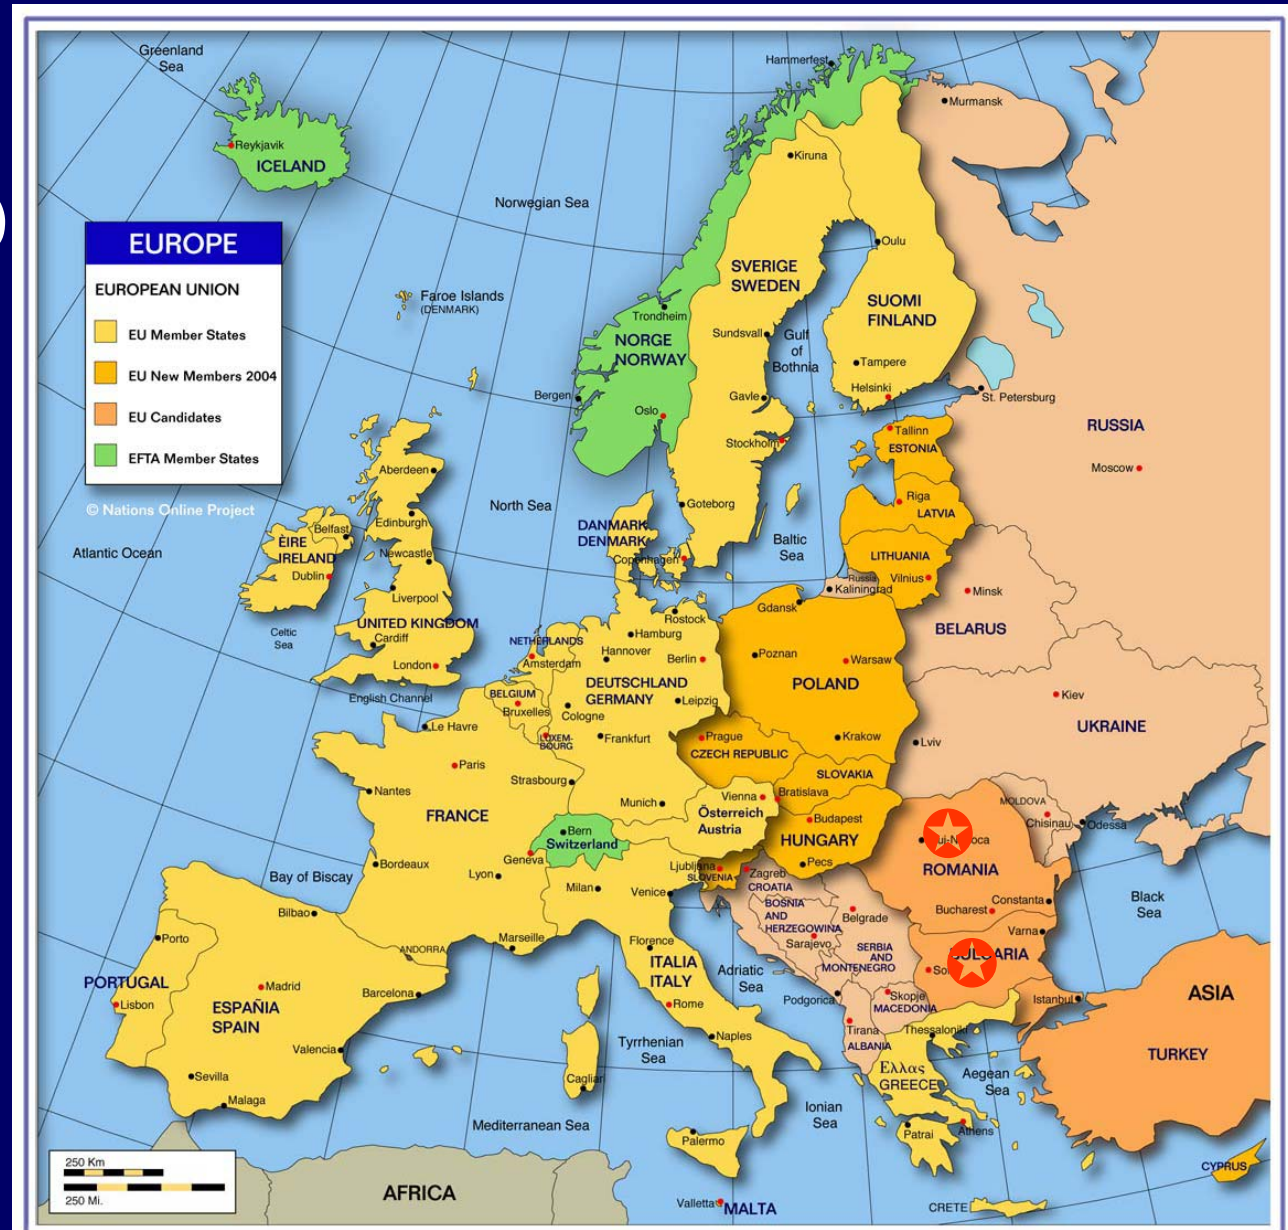 Greenland
Sea
Hammerfest
Murmansk
Reykjavik
ICELAND
Kiruna
Norwegian Sea
EUROPE
EUROPEAN UNION
EU Member States
EU New Members 2004
EU Candidates
EFTA Member States
© Nations Online Project
Oulu
SVERIGE
SWEDEN
SUOMI
FINLAND
Faroe Islands
(DENMARK)
Trondheim
NORGE
NORWAY
Sundsvall
Gulf
of
Bothnia
Tampere
Helsinki
St. Petersburg
Bergen
Gavle
Oslo
Stockholm
Tallinn
ESTONIA
RUSSIA
Moscow
Aberdeen
Riga
LATVIA
North Sea
Goteborg
Edinburgh
Atlantic Ocean
Belfast
ÈIRE
IRELAND
Newcastle
DANMARK
DENMARK
Copenhagen
Baltic
Sea
LITHUANIA
Vilnius
Dublin
Liverpool
Russia
Kaliningrad
Minsk
Gdansk
Rostock
BELARUS
Celtic
Sea
UNITED KINGDOM
Cardiff
Hamburg
NETHERLANDS
Amsterdam
Hannover
Berlin
Poznan
Warsaw
London
English Channel
DEUTSCHLAND
GERMANY
POLAND
BELGIUM
Bruxelles
Leipzig
Kiev
Cologne
UKRAINE
Le Havre
LUXEM-
BOURG
Frankfurt
Prague
CZECH REPUBLIC
Krakow
Lviv
Paris
Strasbourg
SLOVAKIA
Nantes
Munich
Vienna
Bratislava
MOLDOVA
Chisinau
Odessa
FRANCE
Österreich
Austria
Budapest
HUNGARY
Bern
Switzerland
Geneva
Bordeaux
Lyon
Milan
Venice
Ljubljana
SLOVENIA
Pecs
Zagreb
CROATIA
ROMANIA
Bay of Biscay
BOSNIA
AND
HERZEGOWINA
Sarajevo
Belgrade
Bucharest
Constanta
Black
Sea
Bilbao
Porto
ANDORRA
Marseille
Florence
ITALIA
ITALY
SERBIA
AND
MONTENEGRO
Varna
PORTUGAL
Lisbon
Madrid
Barcelona
Adriatic
Sea
Podgorica
Skopje
MACEDONIA
Istanbul
ASIA
ESPAÑIA
SPAIN
Rome
Tirana
ALBANIA
Thessaloniki
Valencia
Tyrrhenian
Sea
Naples
TURKEY
Ελλας
GREECE
Aegean
Sea
Sevilla
Cagliari
Malaga
Mediterranean Sea
Ionian
Sea
Palermo
Patrai
Athens
250 Km
250 Mi.
AFRICA
Valletta
MALTA
CRETE
CYPRUS